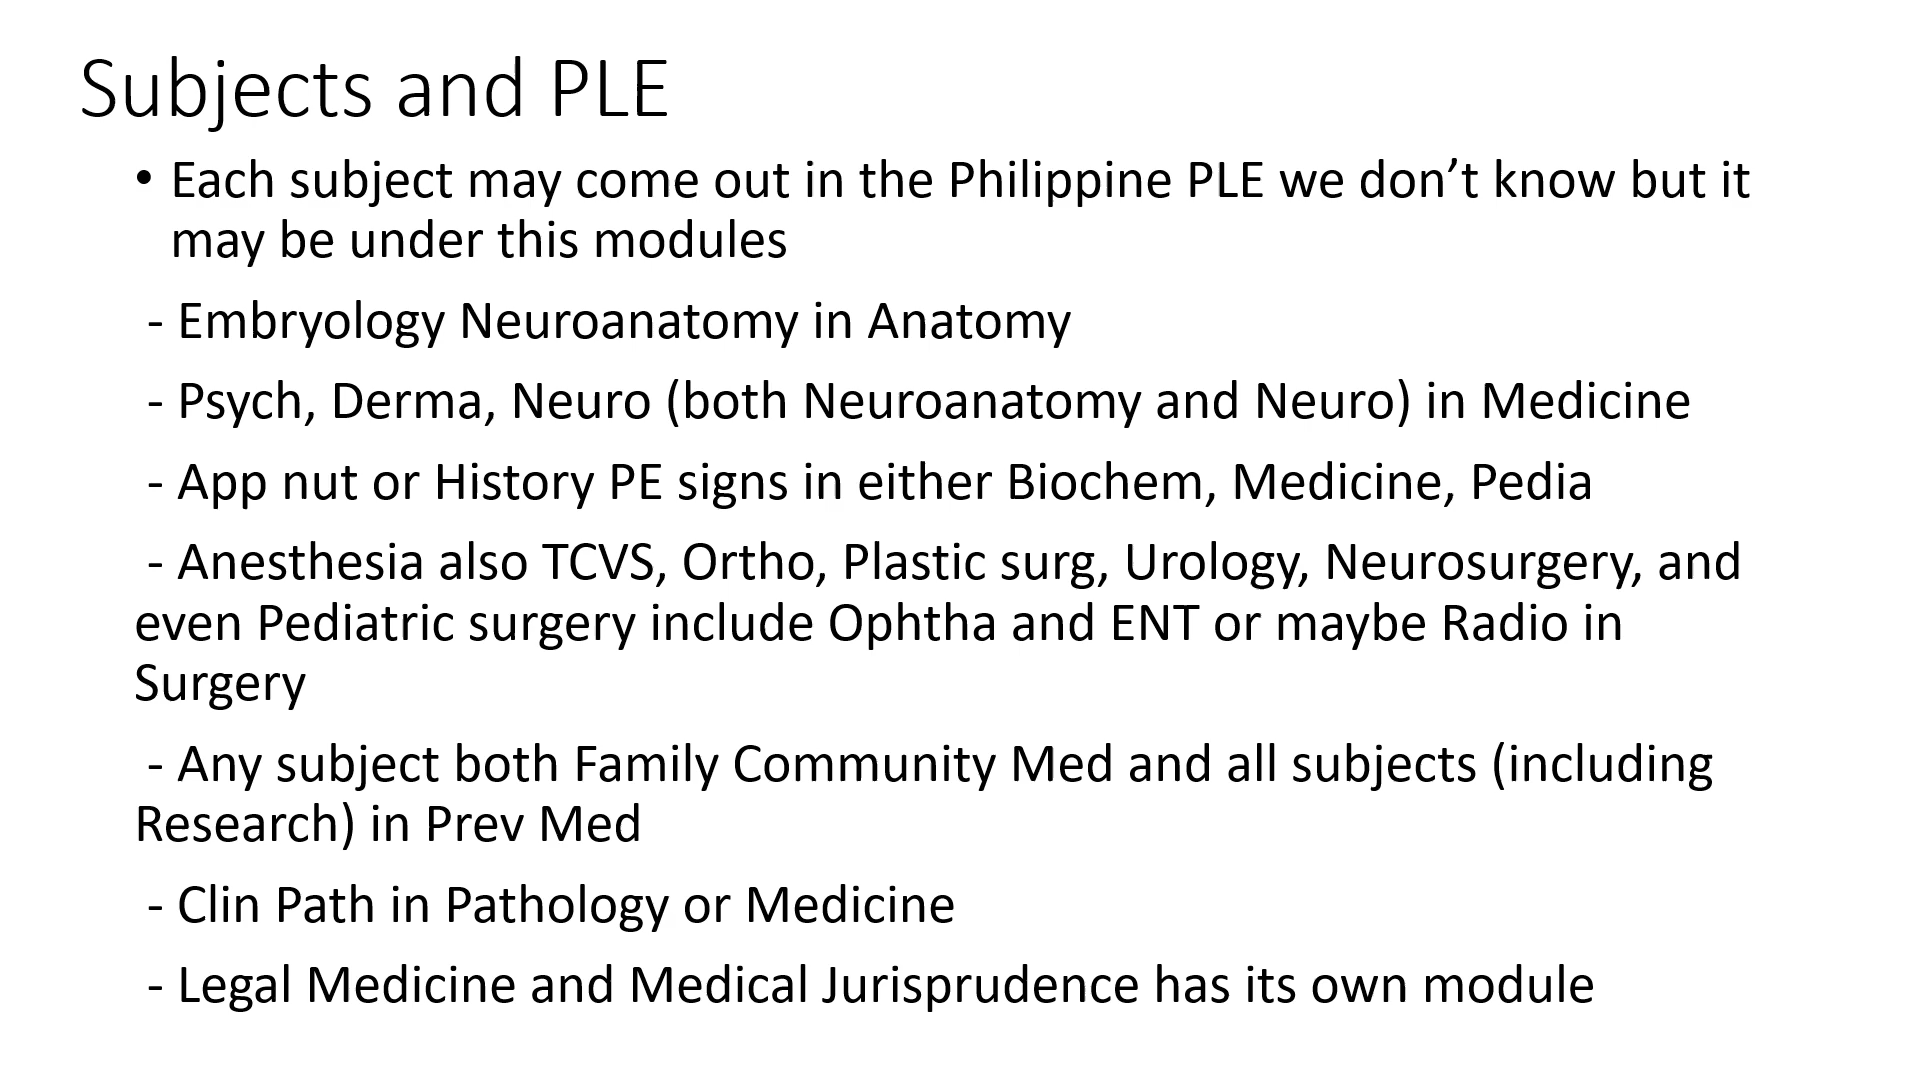 Subjects and PLE
• Each subject may come out in the Philippine PLE we don’t know but it
may be under this modules
- Embryology Neuroanatomy in Anatomy
- Psych, Derma, Neuro (both Neuroanatomy and Neuro) in Medicine
- App nut or History PE signs in either Biochem, Medicine, Pedia
- Anesthesia also TCVS, Ortho, Plastic surg, Urology, Neurosurgery, and
even Pediatric surgery include Ophtha and ENT or maybe Radio in
Surgery
- Any subject both Family Community Med and all subjects (including
Research) in Prev Med
- Clin Path in Pathology or Medicine
- Legal Medicine and Medical Jurisprudence has its own module